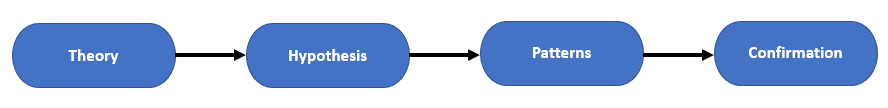 Theory
Hypothesis
Patterns
Confirmation